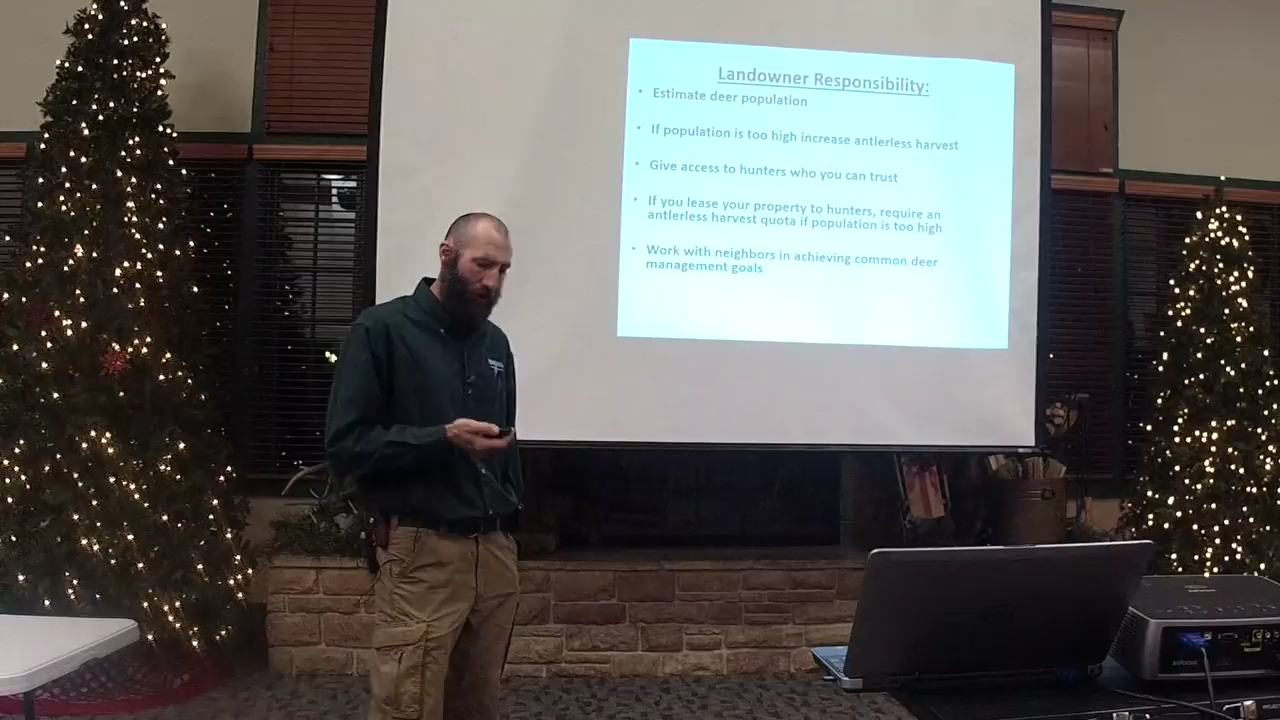 Landowner Responsibility:
• Estimate deer population
• If population is too high increase antlerless harvest
• Give access to hunters who you can trust
• If you lease your property to hunters, require an
antlerless harvest quota if population is too high
• Work with neighbors in achieving common deer
management goals
InFocus